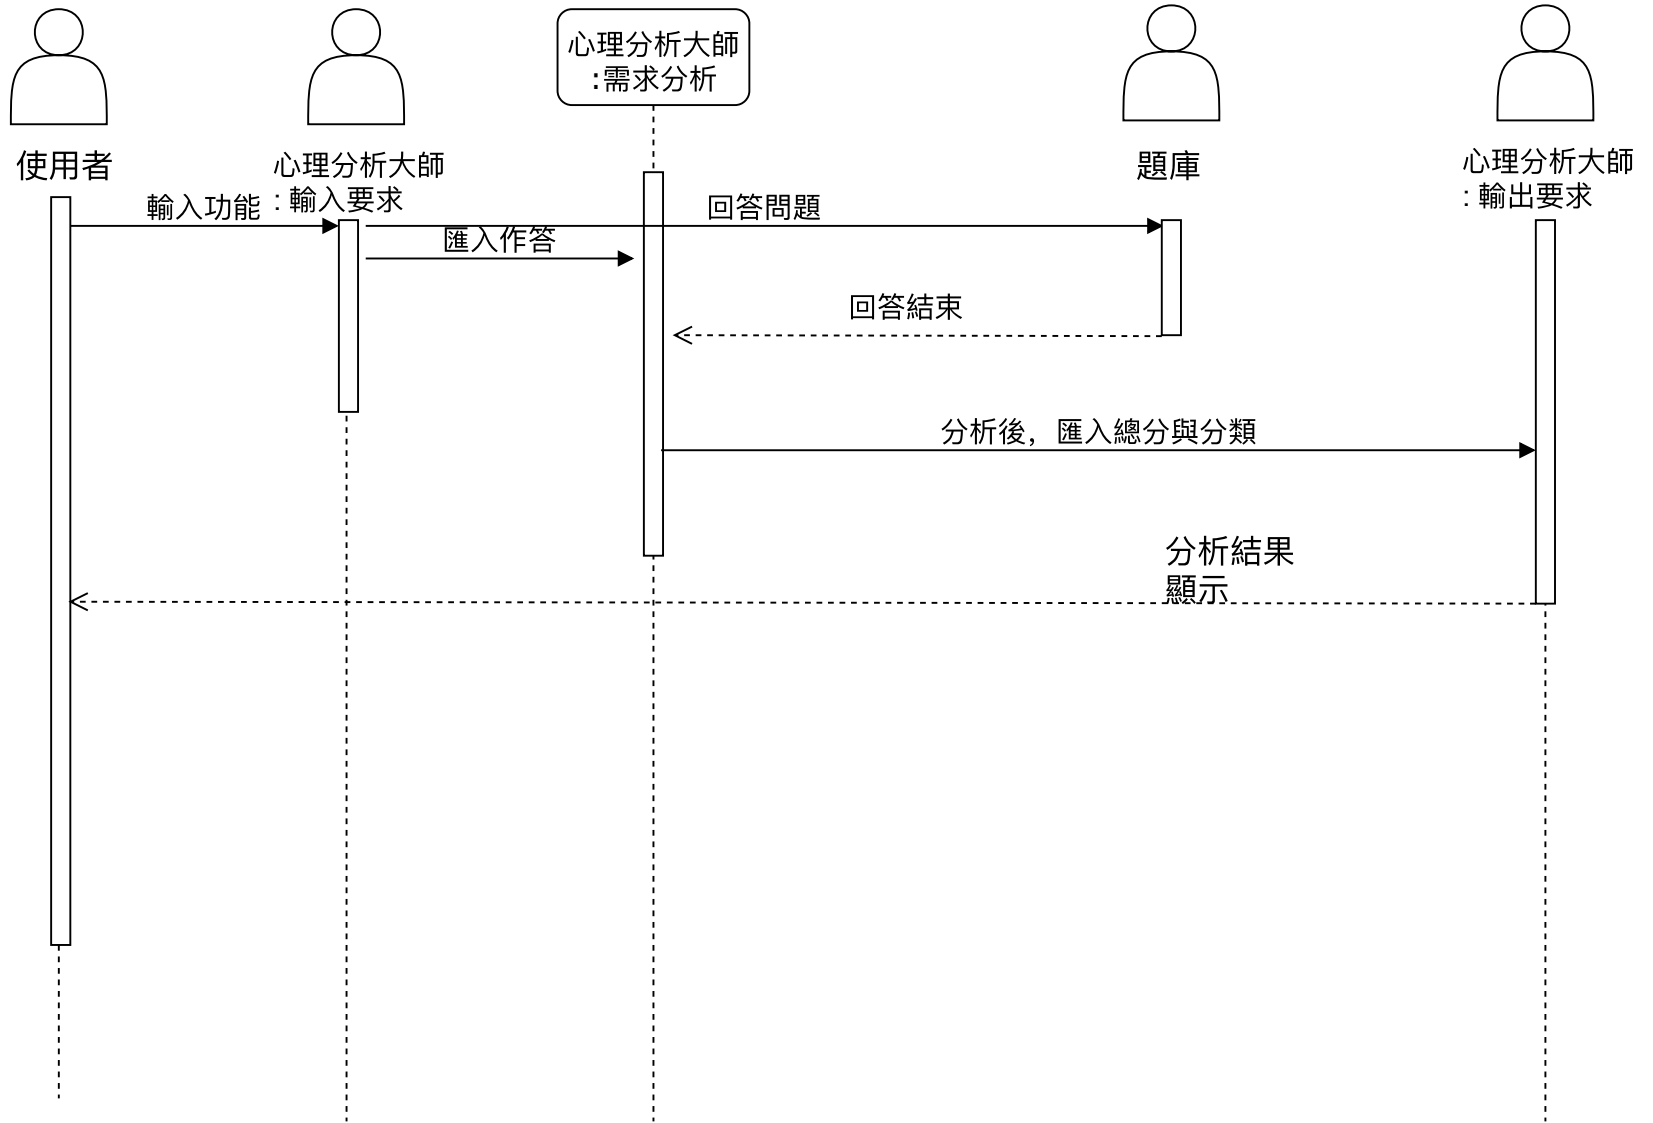 心理分析大師
:需求分析
使用者
心理分析大師
: 輸入要求
題庫
心理分析大師
: 輸出要求
輸入功能
回答問題
匯入作答
回答結束
分析後，匯入總分與分類
分析結果
顯示